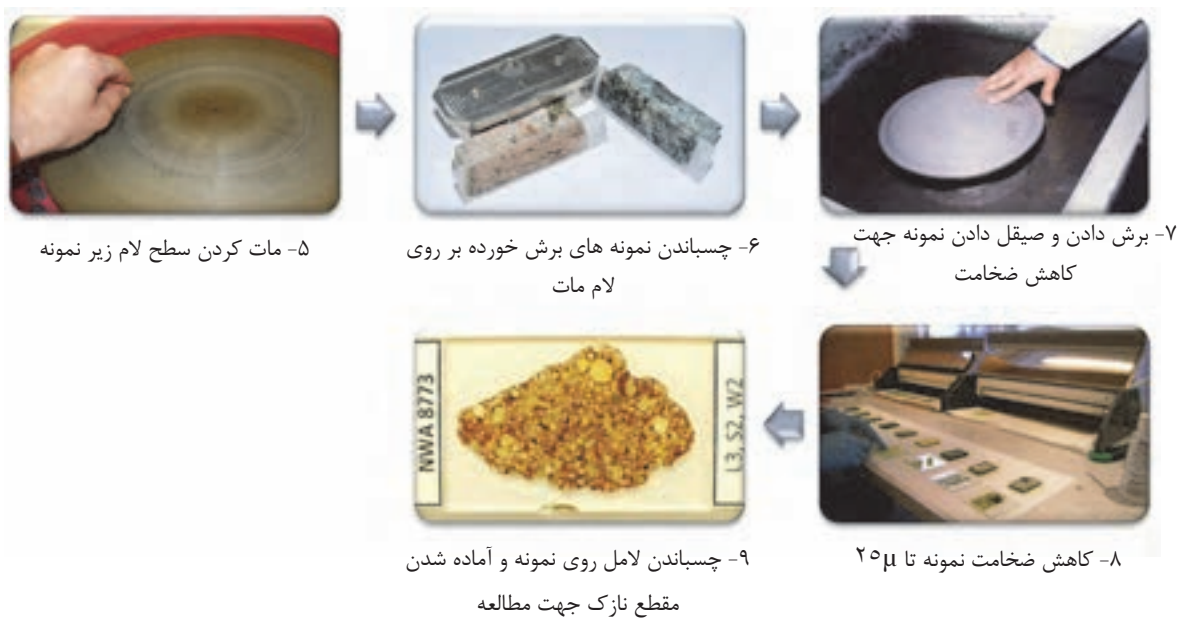 ۵- مات کردن سطح لام زیر نمونه
۶- چسباندن نمونه های برش خورده بر روی
لام مات
۷- برش دادن و صیقل دادن نمونه جهت
کاهش ضخامت
۸- کاهش ضخامت نمونه تا ۲۵μ
NWA 8773
L3, S2, W2
۹- چسباندن لامل روی نمونه و آماده شدن
مقطع نازک جهت مطالعه